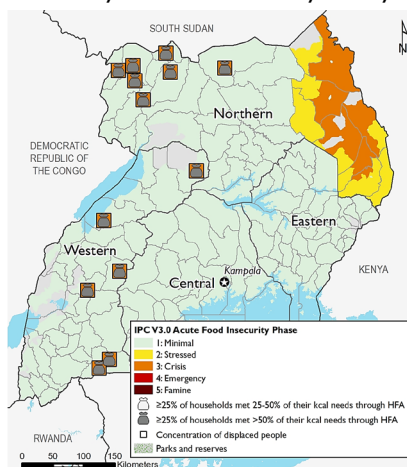 SOUTH SUDAN
N
Northern
DEMOCRATIC
REPUBLIC OF
THE CONGO
Eastern
Western
Kampala
Central
KENYA
IPC V3.0 Acute Food Insecurity Phase
1: Minimal
2: Stressed
3: Crisis
4: Emergency
5: Famine
≥25% of households met 25-50% of their kcal needs through HFA
≥25% of households met >50% of their kcal needs through HFA
Concentration of displaced people
Parks and reserves
RWANDA
0 50 100 150
Kilometers